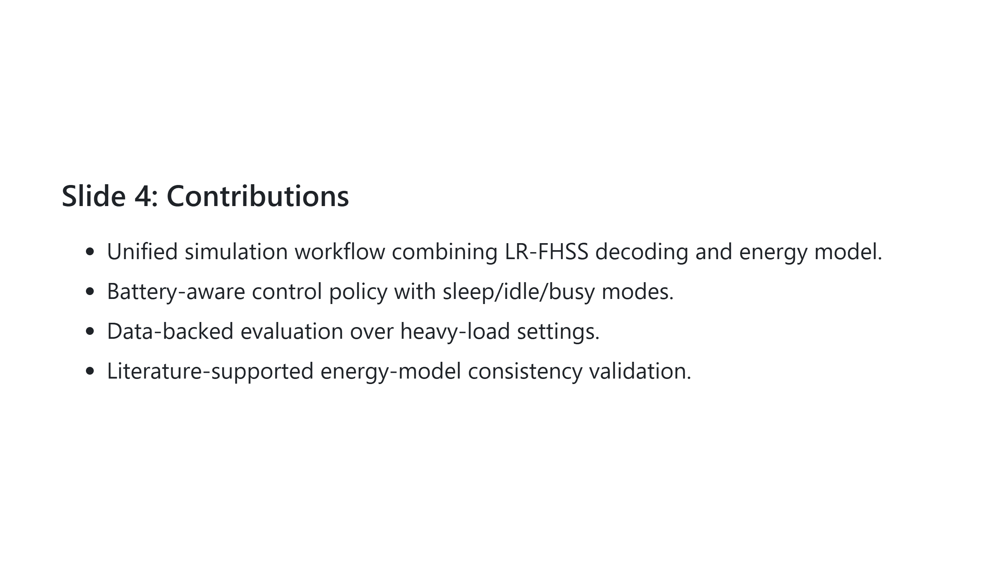 Slide 4: Contributions
• Unified simulation workflow combining LR-FHSS decoding and energy model.
• Battery-aware control policy with sleep/idle/busy modes.
• Data-backed evaluation over heavy-load settings.
• Literature-supported energy-model consistency validation.